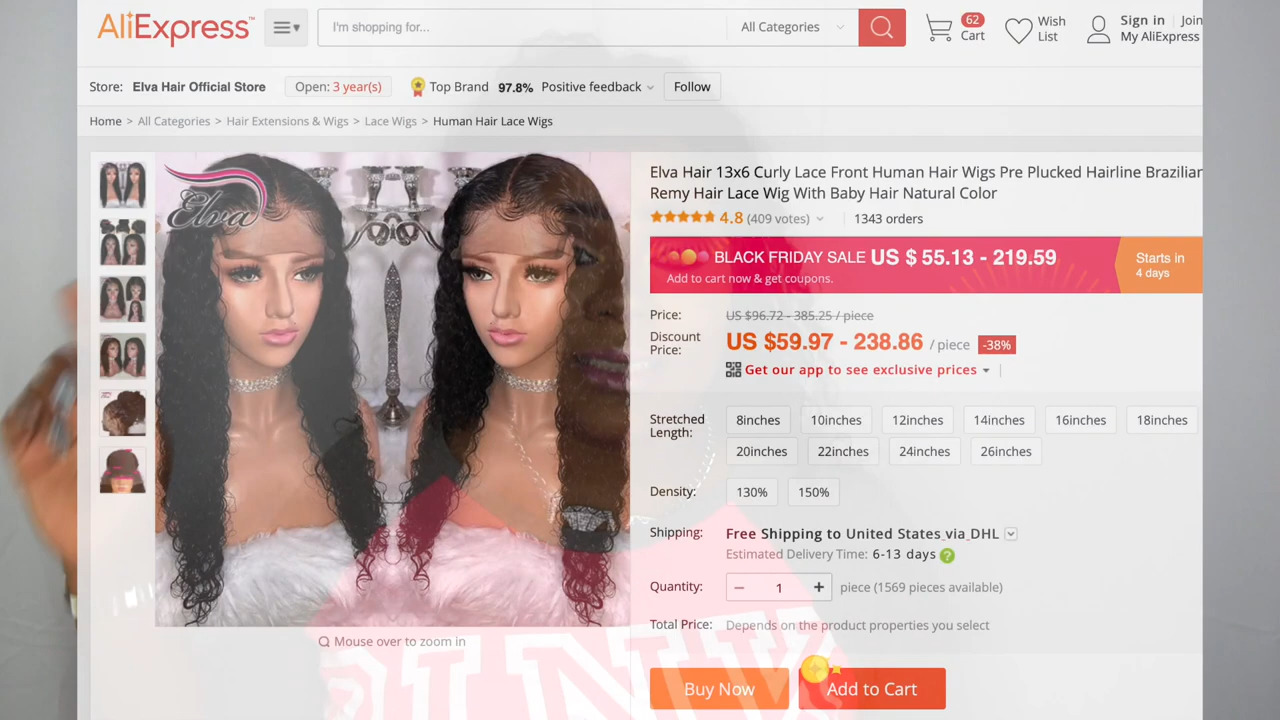 AliExpress™
I'm shopping for...
All Categories
62
Cart
Wish
List
Sign in | Join
My AliExpress
Store: Elva Hair Official Store
Open: 3 year(s)
Top Brand 97.8% Positive feedback
Follow
Home > All Categories > Hair Extensions & Wigs > Lace Wigs > Human Hair Lace Wigs
Elva
Elva Hair 13x6 Curly Lace Front Human Hair Wigs Pre Plucked Hairline Brazilian
Remy Hair Lace Wig With Baby Hair Natural Color
4.8 (409 votes) 1343 orders
BLACK FRIDAY SALE US $ 55.13 - 219.59
Add to cart now & get coupons.
Starts in
4 days
Price: US $96.72 - 385.25 / piece
Discount
Price: US $59.97 - 238.86 / piece -38%
Get our app to see exclusive prices
Stretched
Length:
8inches 10inches 12inches 14inches 16inches 18inches
20inches 22inches 24inches 26inches
Density: 130% 150%
Shipping: Free Shipping to United States via DHL
Estimated Delivery Time: 6-13 days ?
Quantity: − 1 + piece (1569 pieces available)
Total Price: Depends on the product properties you select
Mouse over to zoom in
Buy Now
Add to Cart